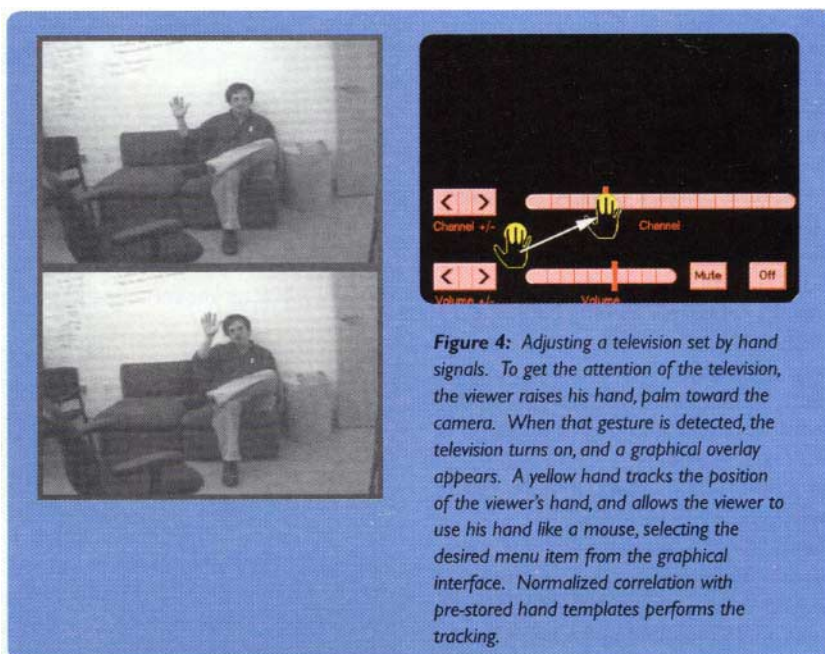 < >
Channel +/-
Channel
< >
Mute
Off
Volume +/-
Volume
Figure 4: Adjusting a television set by hand
signals. To get the attention of the television,
the viewer raises his hand, palm toward the
camera. When that gesture is detected, the
television turns on, and a graphical overlay
appears. A yellow hand tracks the position
of the viewer's hand, and allows the viewer to
use his hand like a mouse, selecting the
desired menu item from the graphical
interface. Normalized correlation with
pre-stored hand templates performs the
tracking.